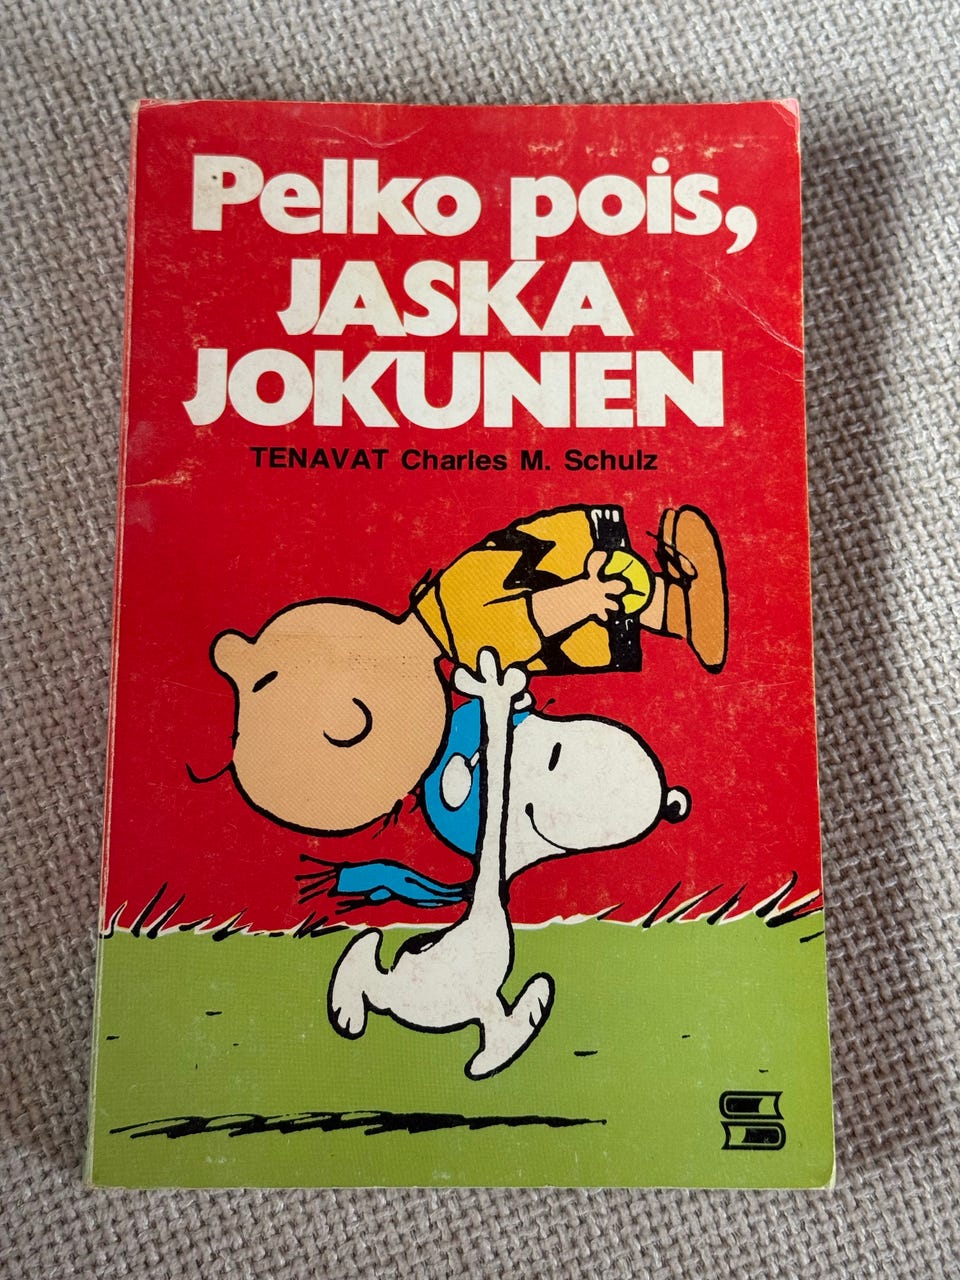 Pelko pois,
JASKA
JOKUNEN
TENAVAT Charles M. Schulz